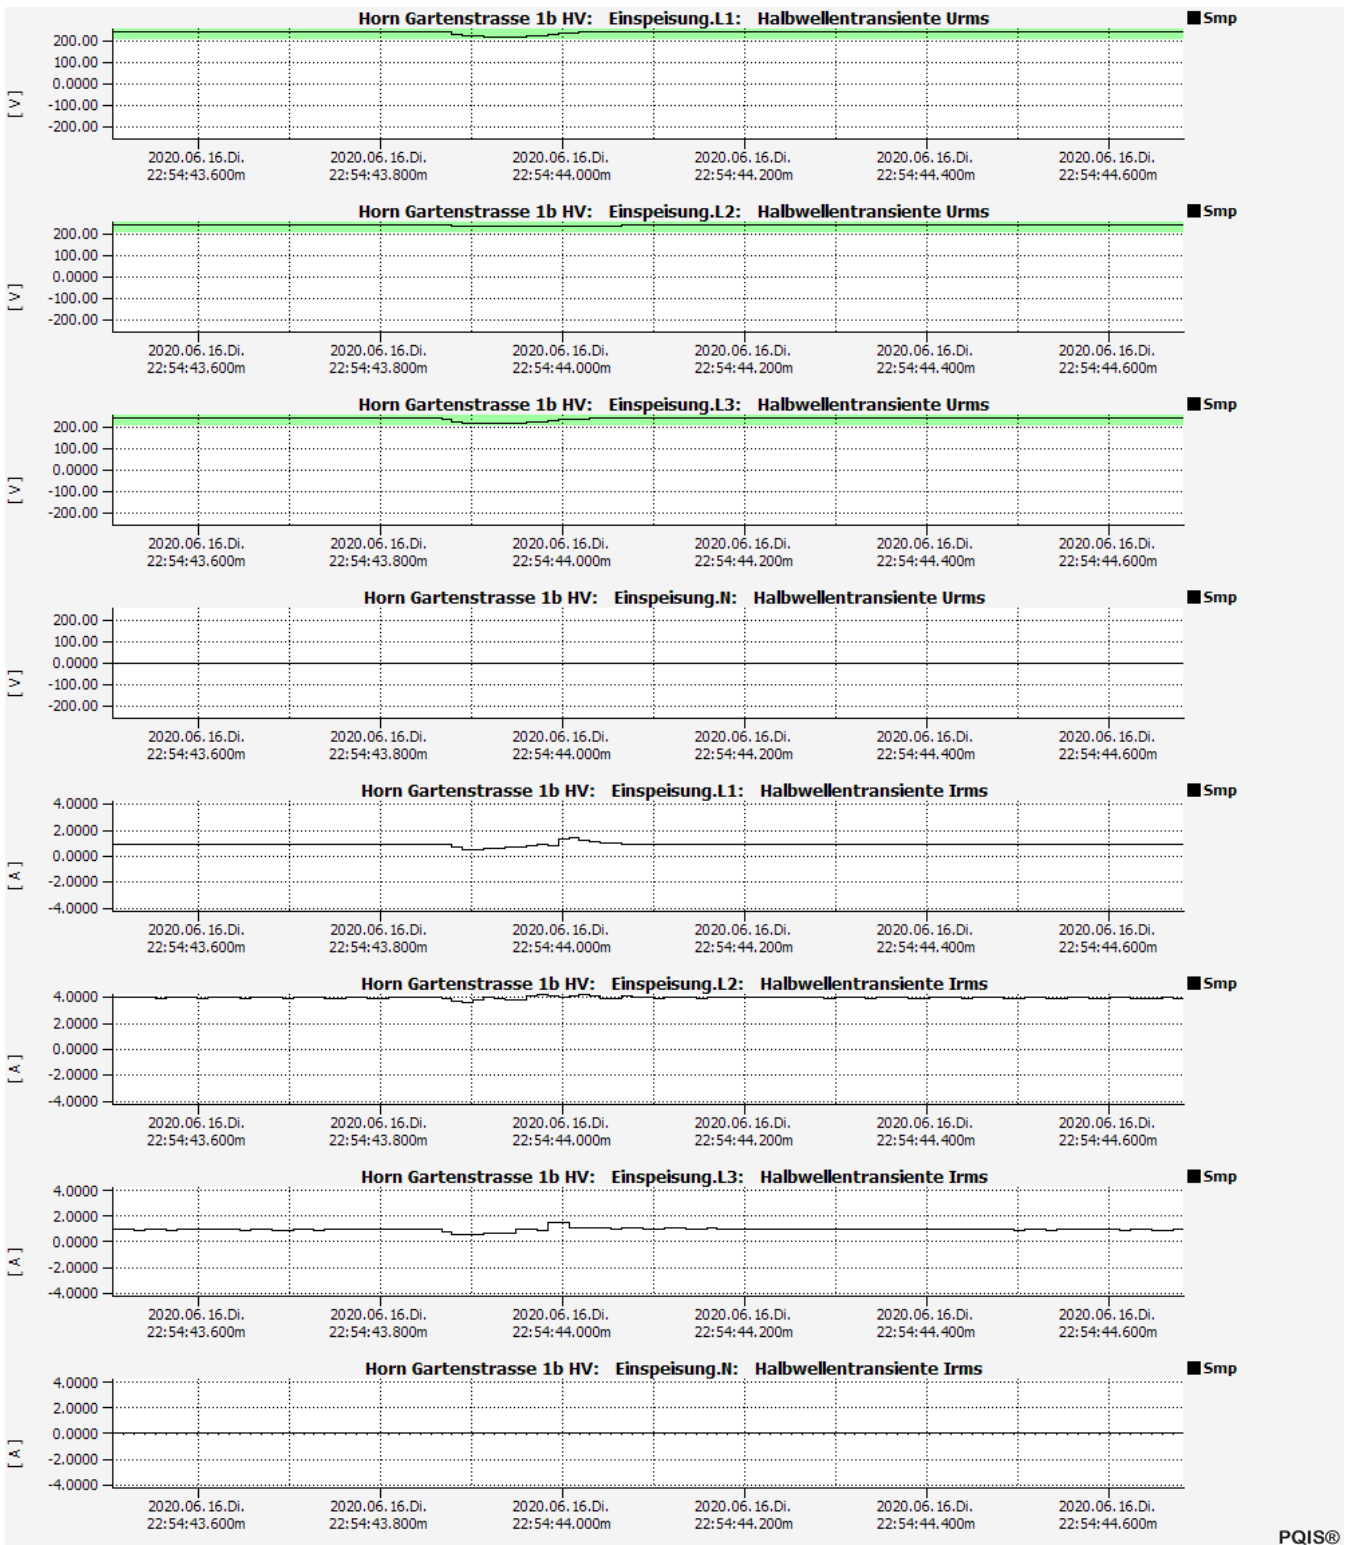 Horn Gartenstrasse 1b HV: Einspeisung.L1: Halbwellentransiente Urms
Smp
200.00
100.00
0.0000
-100.00
-200.00
[ V ]
2020.06.16.Di. 2020.06.16.Di. 2020.06.16.Di. 2020.06.16.Di. 2020.06.16.Di. 2020.06.16.Di.
22:54:43.600m 22:54:43.800m 22:54:44.000m 22:54:44.200m 22:54:44.400m 22:54:44.600m
Horn Gartenstrasse 1b HV: Einspeisung.L2: Halbwellentransiente Urms
Smp
200.00
100.00
0.0000
-100.00
-200.00
[ V ]
2020.06.16.Di. 2020.06.16.Di. 2020.06.16.Di. 2020.06.16.Di. 2020.06.16.Di. 2020.06.16.Di.
22:54:43.600m 22:54:43.800m 22:54:44.000m 22:54:44.200m 22:54:44.400m 22:54:44.600m
Horn Gartenstrasse 1b HV: Einspeisung.L3: Halbwellentransiente Urms
Smp
200.00
100.00
0.0000
-100.00
-200.00
[ V ]
2020.06.16.Di. 2020.06.16.Di. 2020.06.16.Di. 2020.06.16.Di. 2020.06.16.Di. 2020.06.16.Di.
22:54:43.600m 22:54:43.800m 22:54:44.000m 22:54:44.200m 22:54:44.400m 22:54:44.600m
Horn Gartenstrasse 1b HV: Einspeisung.N: Halbwellentransiente Urms
Smp
200.00
100.00
0.0000
-100.00
-200.00
[ V ]
2020.06.16.Di. 2020.06.16.Di. 2020.06.16.Di. 2020.06.16.Di. 2020.06.16.Di. 2020.06.16.Di.
22:54:43.600m 22:54:43.800m 22:54:44.000m 22:54:44.200m 22:54:44.400m 22:54:44.600m
Horn Gartenstrasse 1b HV: Einspeisung.L1: Halbwellentransiente Irms
Smp
4.0000
2.0000
0.0000
-2.0000
-4.0000
[ A ]
2020.06.16.Di. 2020.06.16.Di. 2020.06.16.Di. 2020.06.16.Di. 2020.06.16.Di. 2020.06.16.Di.
22:54:43.600m 22:54:43.800m 22:54:44.000m 22:54:44.200m 22:54:44.400m 22:54:44.600m
Horn Gartenstrasse 1b HV: Einspeisung.L2: Halbwellentransiente Irms
Smp
4.0000
2.0000
0.0000
-2.0000
-4.0000
[ A ]
2020.06.16.Di. 2020.06.16.Di. 2020.06.16.Di. 2020.06.16.Di. 2020.06.16.Di. 2020.06.16.Di.
22:54:43.600m 22:54:43.800m 22:54:44.000m 22:54:44.200m 22:54:44.400m 22:54:44.600m
Horn Gartenstrasse 1b HV: Einspeisung.L3: Halbwellentransiente Irms
Smp
4.0000
2.0000
0.0000
-2.0000
-4.0000
[ A ]
2020.06.16.Di. 2020.06.16.Di. 2020.06.16.Di. 2020.06.16.Di. 2020.06.16.Di. 2020.06.16.Di.
22:54:43.600m 22:54:43.800m 22:54:44.000m 22:54:44.200m 22:54:44.400m 22:54:44.600m
Horn Gartenstrasse 1b HV: Einspeisung.N: Halbwellentransiente Irms
Smp
4.0000
2.0000
0.0000
-2.0000
-4.0000
[ A ]
2020.06.16.Di. 2020.06.16.Di. 2020.06.16.Di. 2020.06.16.Di. 2020.06.16.Di. 2020.06.16.Di.
22:54:43.600m 22:54:43.800m 22:54:44.000m 22:54:44.200m 22:54:44.400m 22:54:44.600m
PQIS®